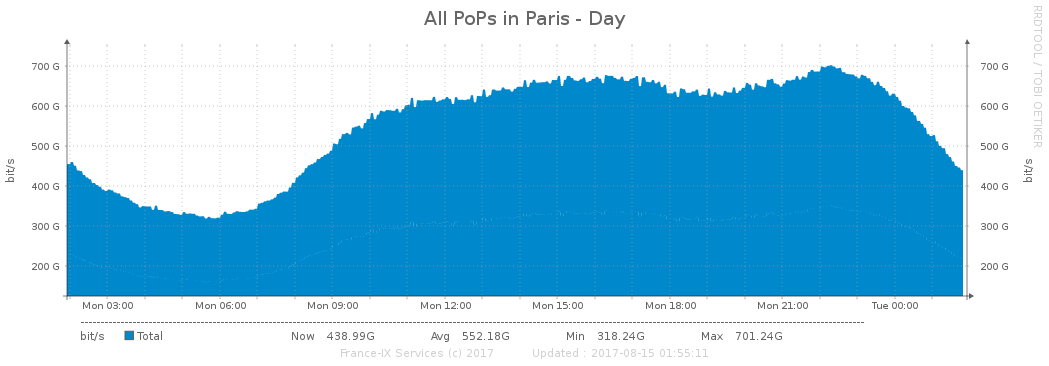 All PoPs in Paris - Day
RRDTOOL / TOBI OETIKER
bit/s
700 G 700 G
600 G 600 G
500 G 500 G
400 G 400 G
300 G 300 G
200 G 200 G
bit/s
Mon 03:00 Mon 06:00 Mon 09:00 Mon 12:00 Mon 15:00 Mon 18:00 Mon 21:00 Tue 00:00
bit/s Total Now 438.99G Avg 552.18G Min 318.24G Max 701.24G
France-IX Services (c) 2017 Updated : 2017-08-15 01:55:11